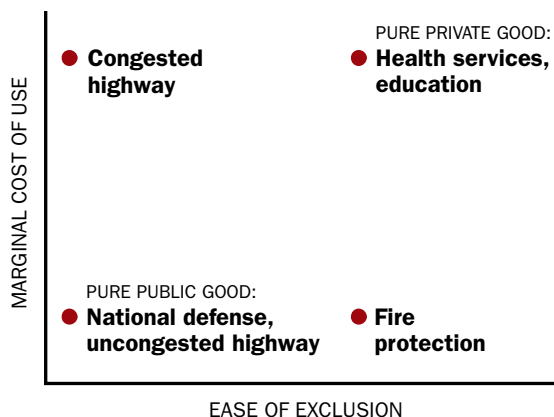 MARGINAL COST OF USE
Congested
highway
PURE PRIVATE GOOD:
Health services,
education
PURE PUBLIC GOOD:
National defense,
uncongested highway
Fire
protection
EASE OF EXCLUSION